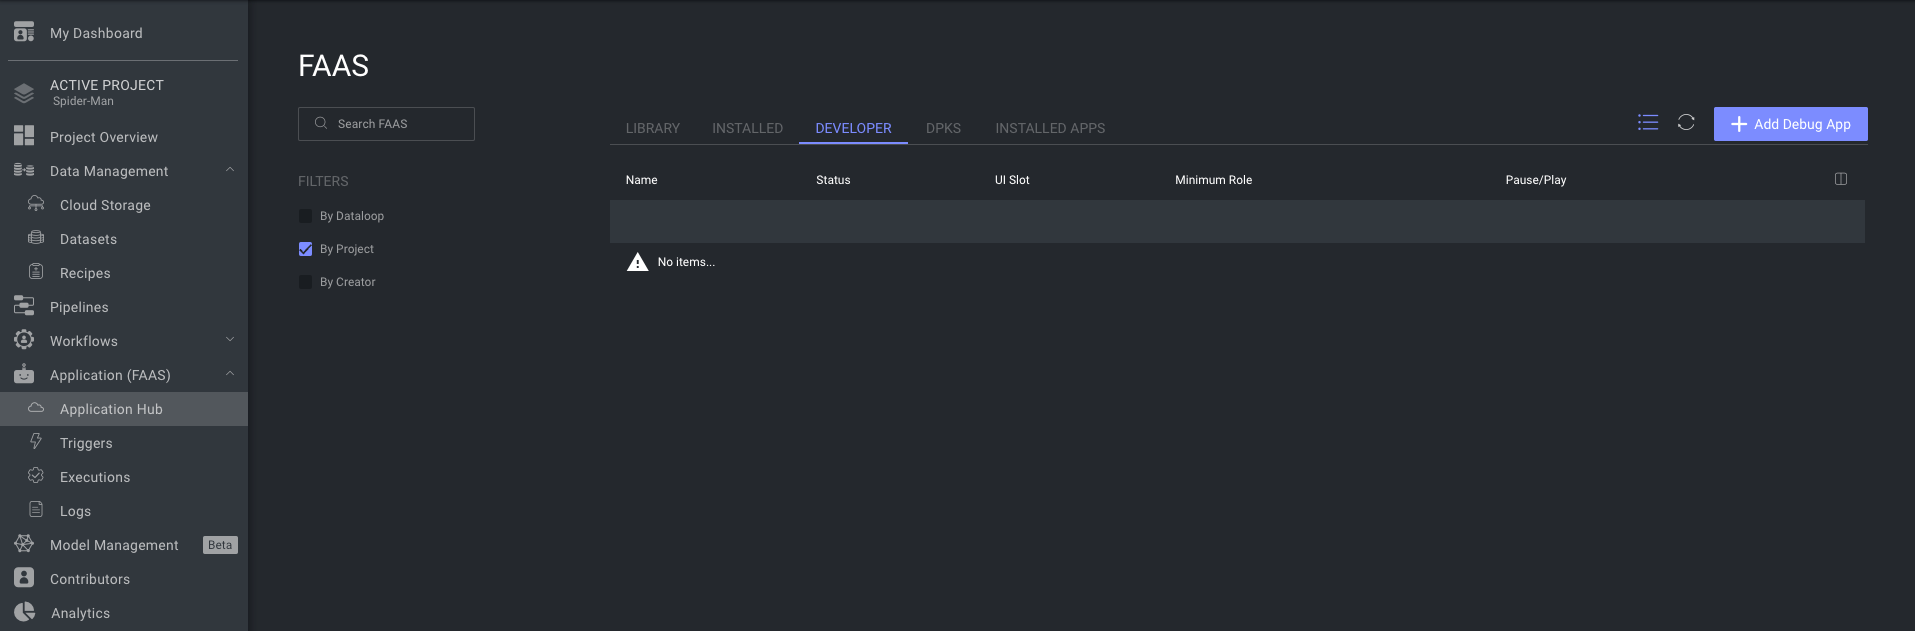 My Dashboard
ACTIVE PROJECT
Spider-Man
Project Overview
Data Management
Cloud Storage
Datasets
Recipes
Pipelines
Workflows
Application (FAAS)
Application Hub
Triggers
Executions
Logs
Model Management Beta
Contributors
Analytics
FAAS
Search FAAS
FILTERS
By Dataloop
By Project
By Creator
LIBRARY INSTALLED DEVELOPER DPKS INSTALLED APPS
Add Debug App
Name Status UI Slot Minimum Role Pause/Play
No items...